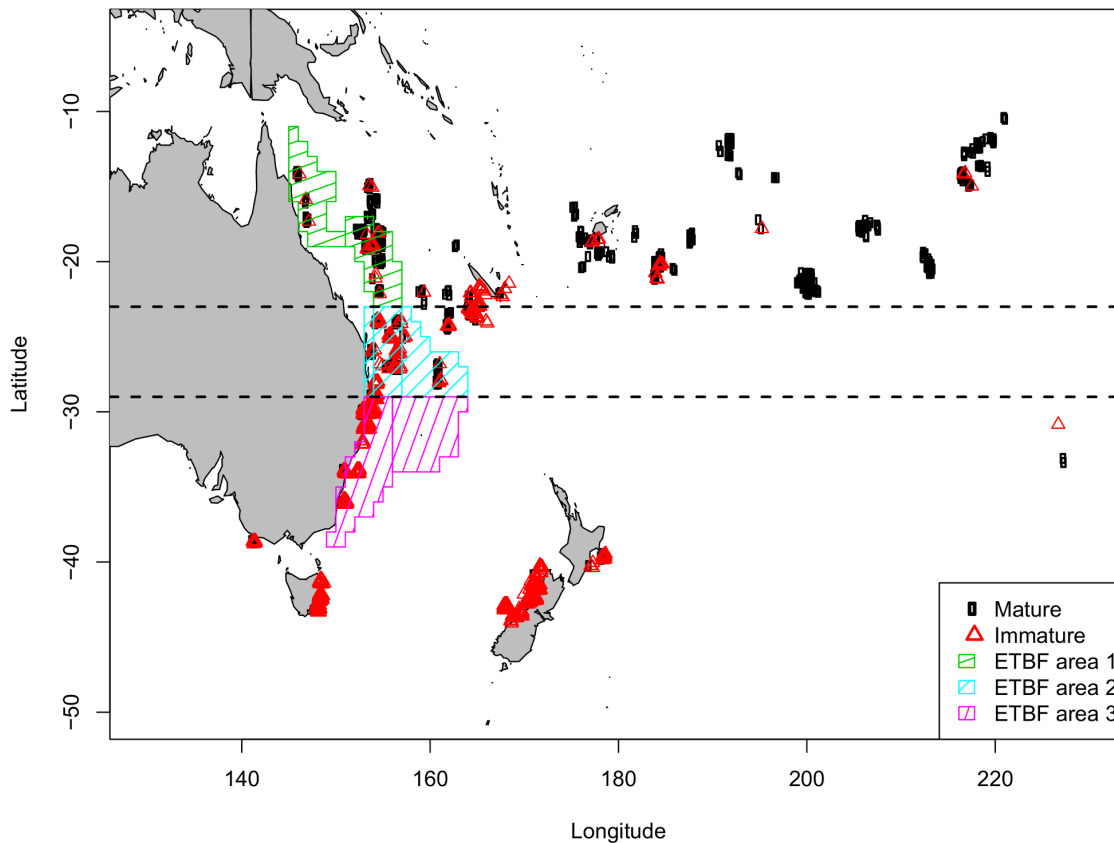 −10
−20
−30
−40
−50
Latitude
Mature
Immature
ETBF area 1
ETBF area 2
ETBF area 3
140
160
180
200
220
Longitude